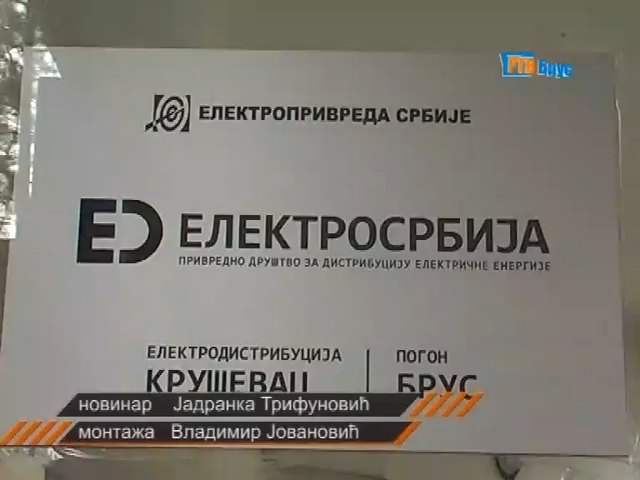 РТВ Брус
ЕЛЕКТРОПРИВРЕДА СРБИЈЕ
ED ЕЛЕКТРОСРБИЈА
ПРИВРЕДНО ДРУШТВО ЗА ДИСТРИБУЦИЈУ ЕЛЕКТРИЧНЕ ЕНЕРГИЈЕ
ЕЛЕКТРОДИСТРИБУЦИЈА
КРУШЕВАЦ
ПОГОН
БРУС
новинар Јадранка Трифуновић
монтажа Владимир Јовановић